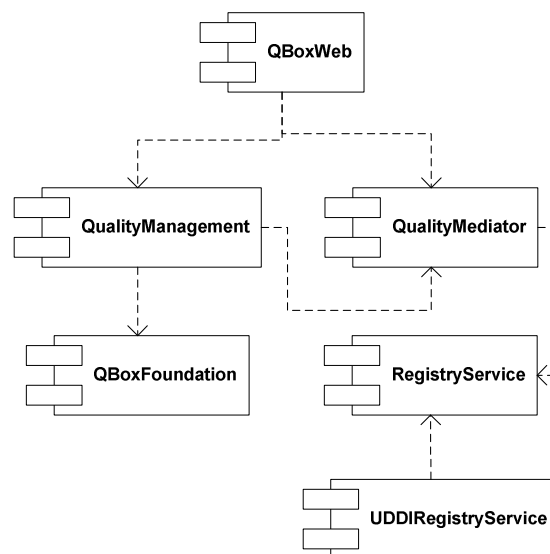 QBoxWeb
QualityManagement
QualityMediator
QBoxFoundation
RegistryService
UDDIRegistryService